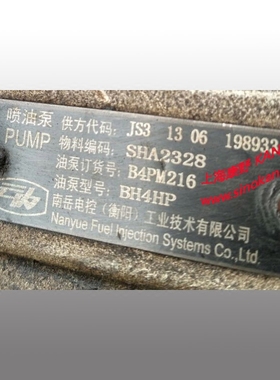 喷油泵 供方代码: JS3 13 06 198933
PUMP 物料编码: SHA2328
油泵订货号: B4PM216
油泵型号: BH4HP
南岳电控（衡阳）工业技术有限公司
Nanyue Fuel Injection Systems Co.,Ltd.